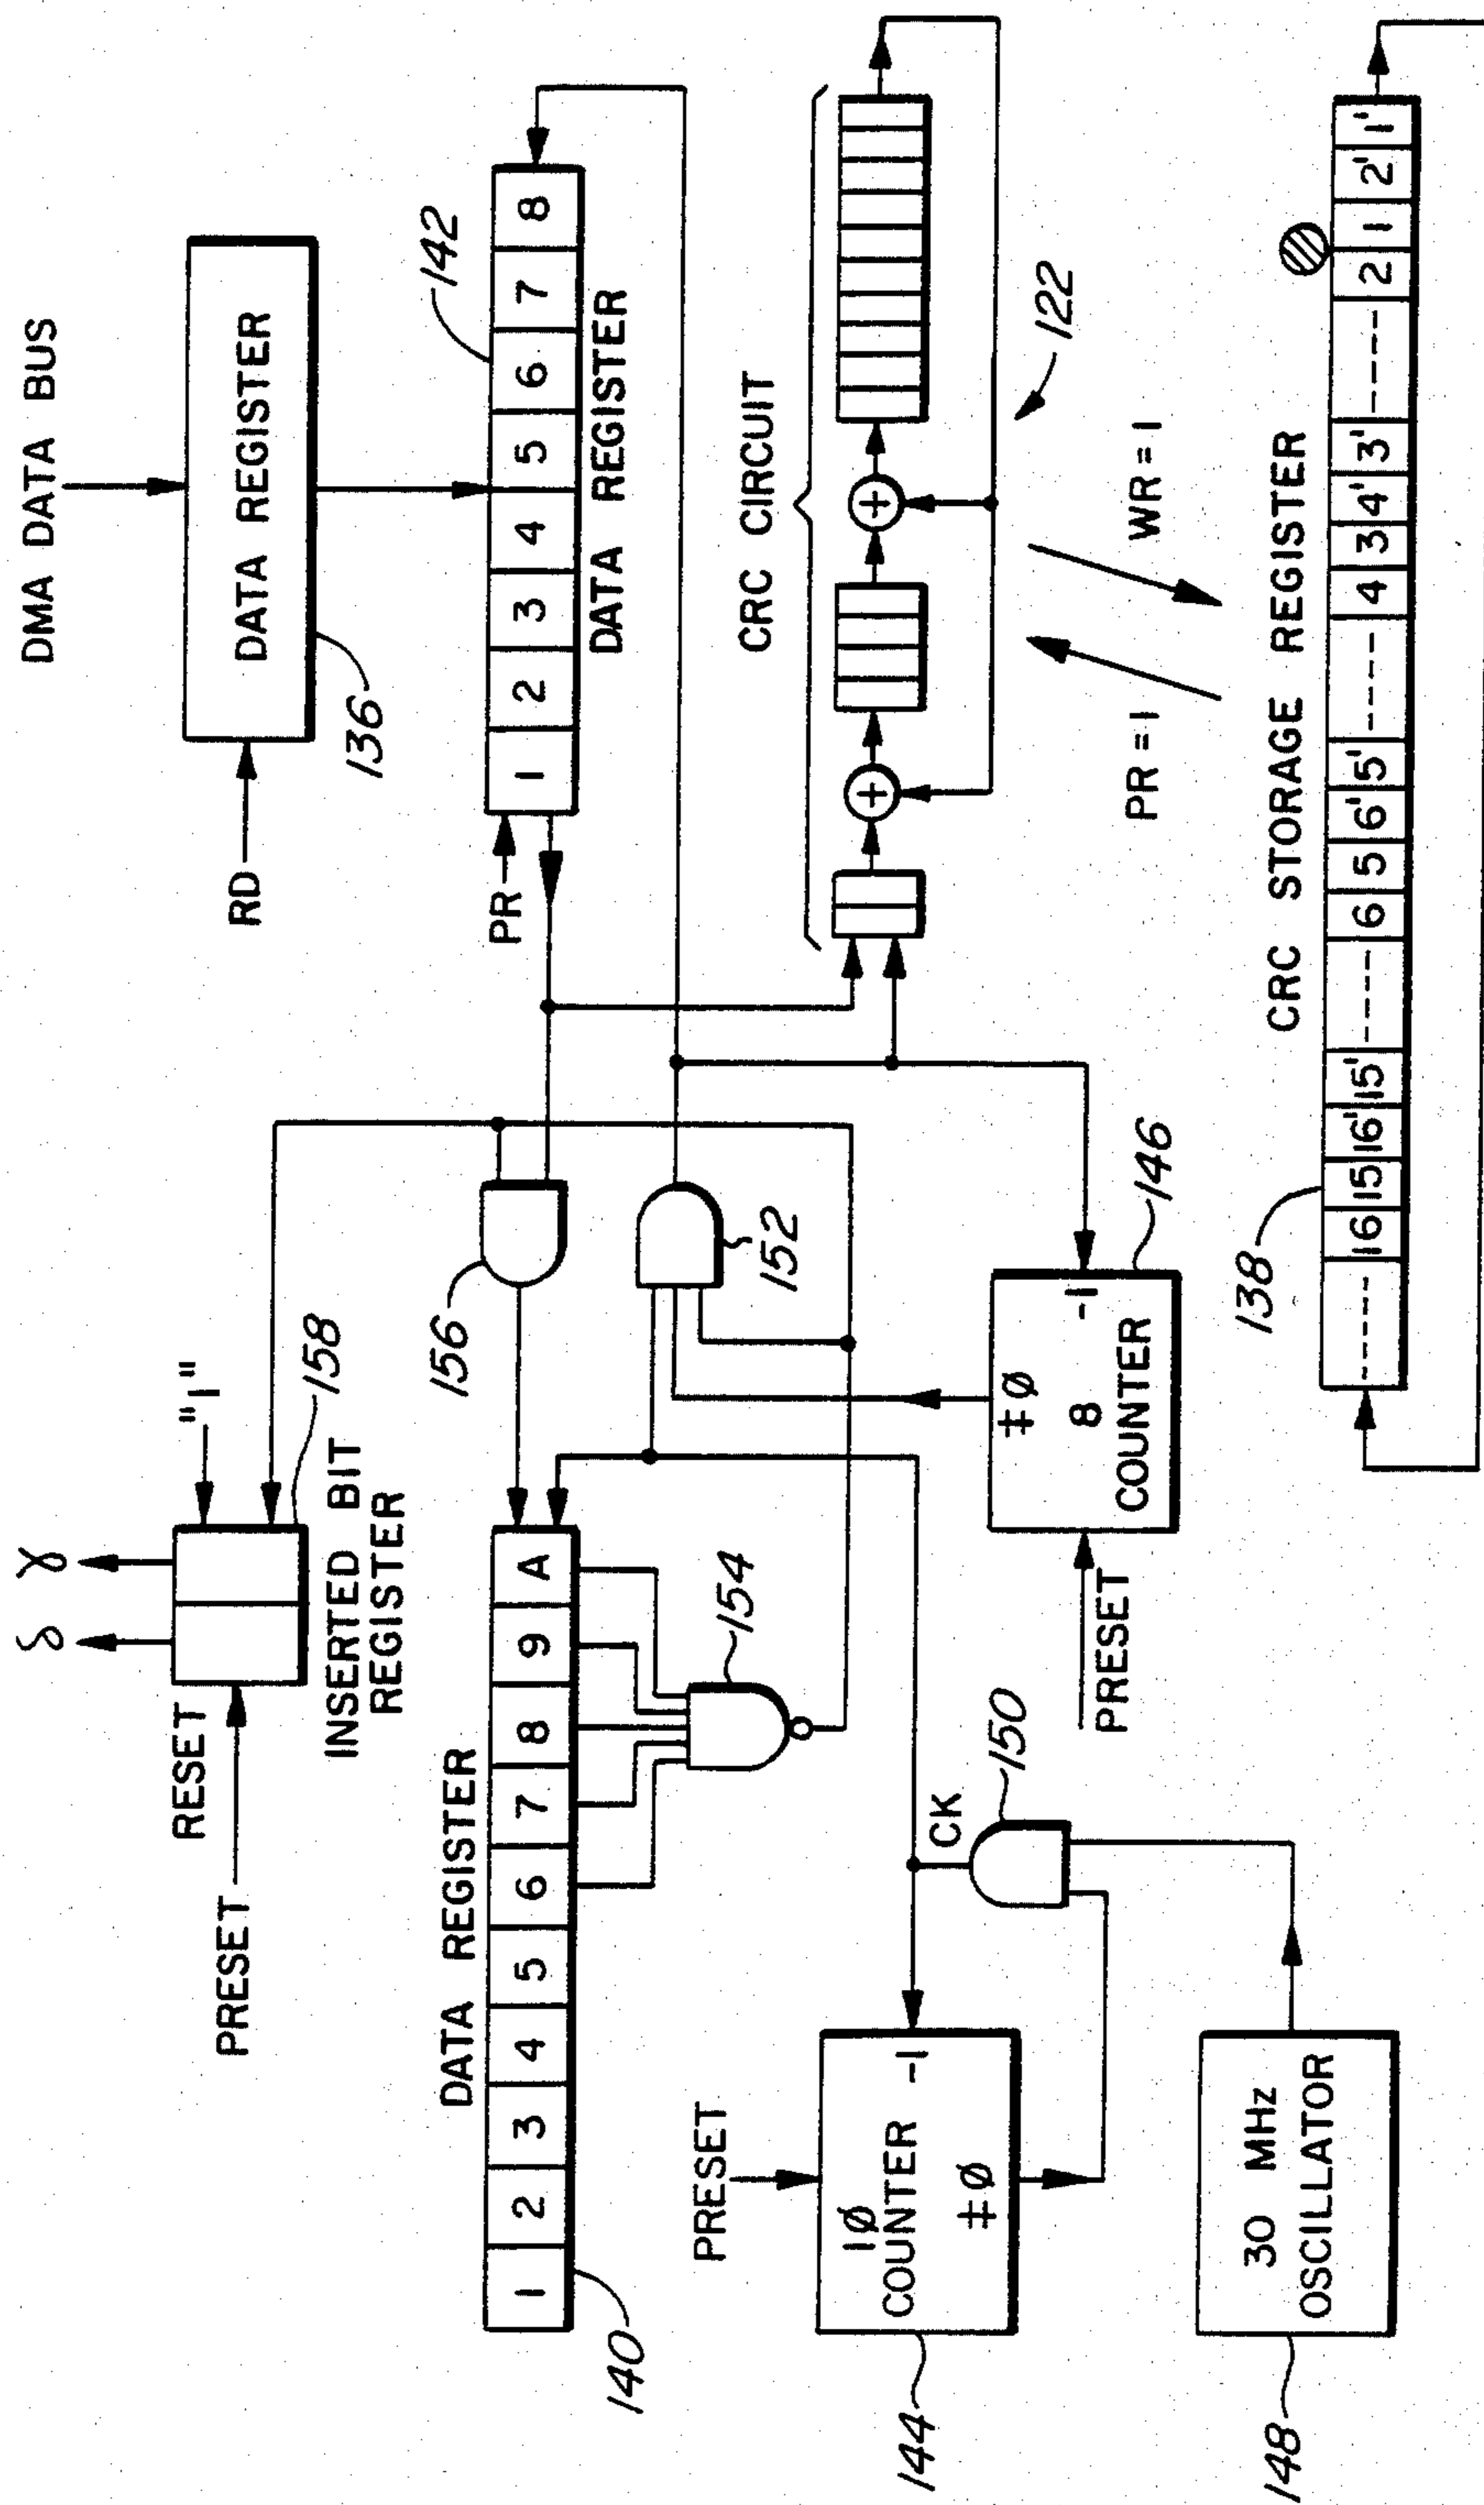 DMA DATA BUS
RD
DATA REGISTER
136
142
PR
1 2 3 4 5 6 7 8
DATA REGISTER
CRC CIRCUIT
122
PR = 1
WR = 1
CRC STORAGE REGISTER
138
----- 16 15 16' 15' ---- 6 5 6' 5' ---- 4 3 4' 3' ---- 2 1 2' 1'
δ γ
RESET
"1"
PRESET
158
INSERTED BIT
REGISTER
156
DATA REGISTER
1 2 3 4 5 6 7 8 9 A
140
154
152
PRESET
10
COUNTER
-1
≠0
144
CK
150
≠0
-1
8
COUNTER
146
PRESET
30 MHz
OSCILLATOR
148